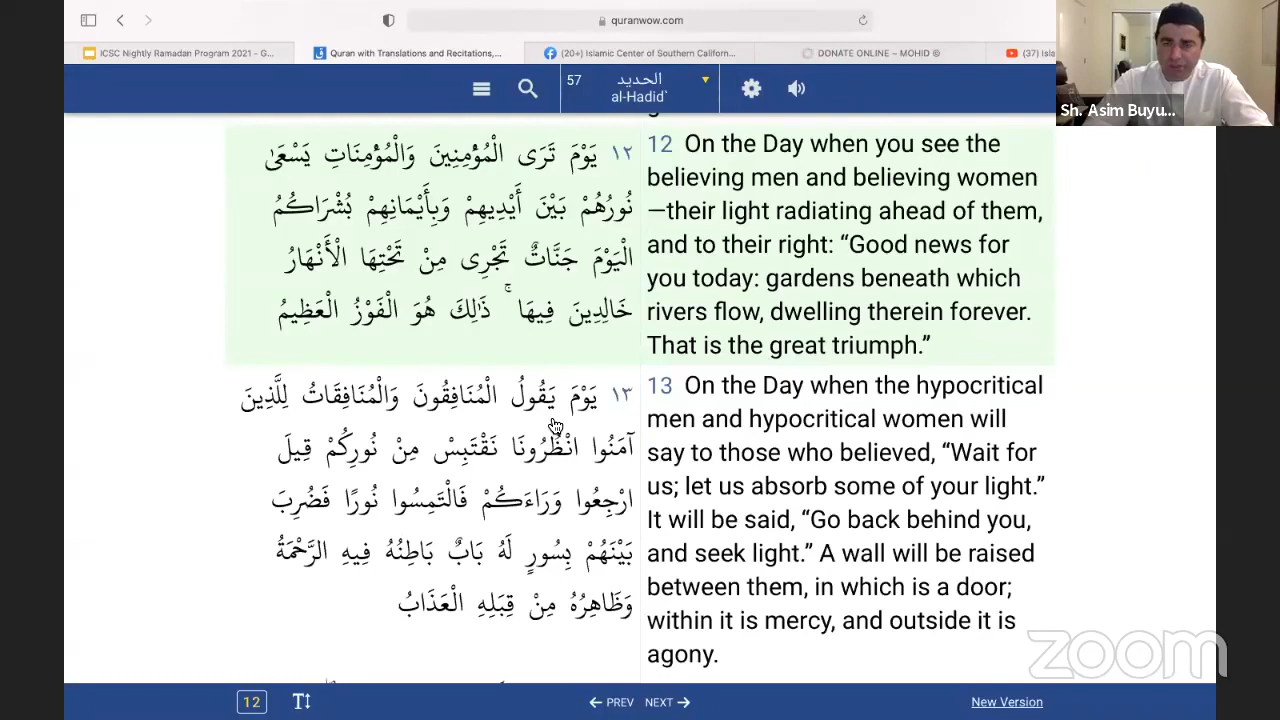 quranwow.com
ICSC Nightly Ramadan Program 2021 - G...
Quran with Translations and Recitations,...
(20+) Islamic Center of Southern Californ...
DONATE ONLINE ~ MOHID ®
(37) Isla
57
الحديد
al-Hadid`
Sh. Asim Buyu...
١٢ يَوْمَ تَرَى الْمُؤْمِنِينَ وَالْمُؤْمِنَاتِ يَسْعَىٰ
نُورُهُمْ بَيْنَ أَيْدِيهِمْ وَبِأَيْمَانِهِمْ بُشْرَاكُمُ
الْيَوْمَ جَنَّاتٌ تَجْرِى مِنْ تَحْتِهَا الْأَنْهَارُ
خَالِدِينَ فِيهَا ۚ ذَٰلِكَ هُوَ الْفَوْزُ الْعَظِيمُ
12 On the Day when you see the
believing men and believing women
—their light radiating ahead of them,
and to their right: “Good news for
you today: gardens beneath which
rivers flow, dwelling therein forever.
That is the great triumph.”
١٣ يَوْمَ يَقُولُ الْمُنَافِقُونَ وَالْمُنَافِقَاتُ لِلَّذِينَ
آمَنُوا انْظُرُونَا نَقْتَبِسْ مِنْ نُورِكُمْ قِيلَ
ارْجِعُوا وَرَاءَكُمْ فَالْتَمِسُوا نُورًا فَضُرِبَ
بَيْنَهُمْ بِسُورٍ لَهُ بَابٌ بَاطِنُهُ فِيهِ الرَّحْمَةُ
وَظَاهِرُهُ مِنْ قِبَلِهِ الْعَذَابُ
13 On the Day when the hypocritical
men and hypocritical women will
say to those who believed, “Wait for
us; let us absorb some of your light.”
It will be said, “Go back behind you,
and seek light.” A wall will be raised
between them, in which is a door;
within it is mercy, and outside it is
agony.
zoom
12
PREV NEXT
New Version